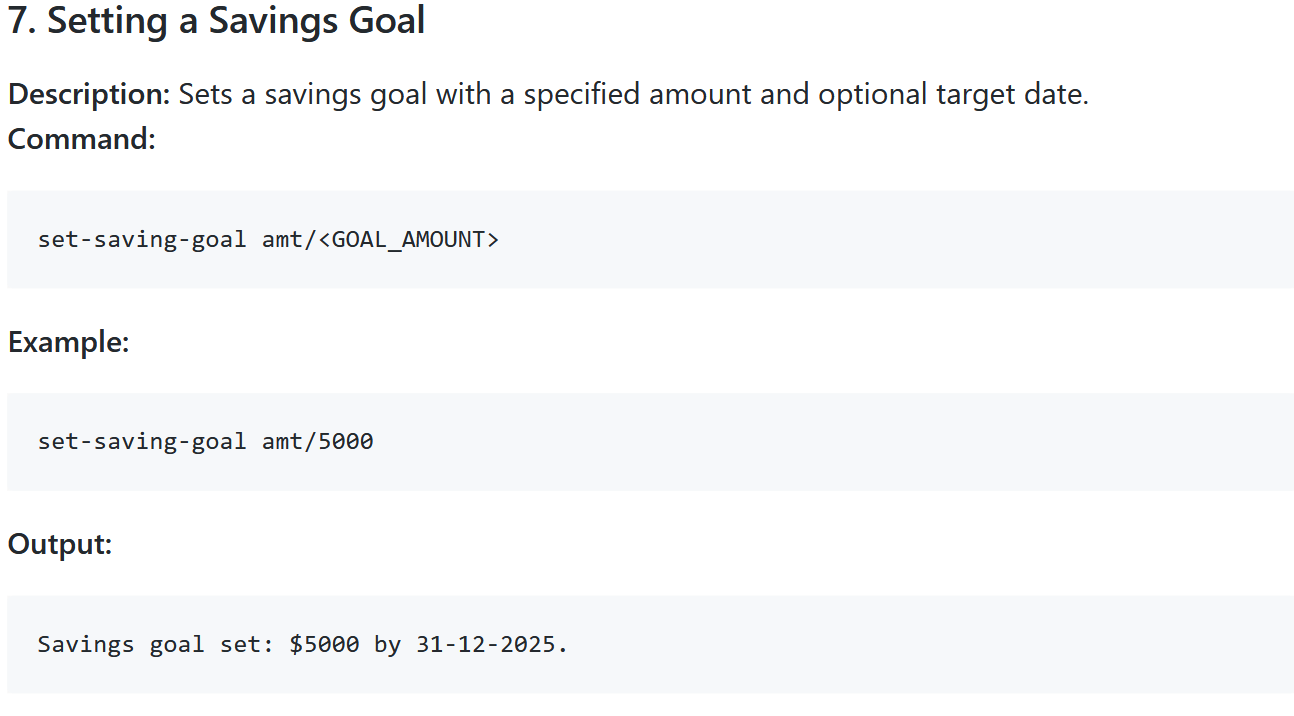 7. Setting a Savings Goal
Description: Sets a savings goal with a specified amount and optional target date.
Command:
set-saving-goal amt/<GOAL_AMOUNT>
Example:
set-saving-goal amt/5000
Output:
Savings goal set: $5000 by 31-12-2025.